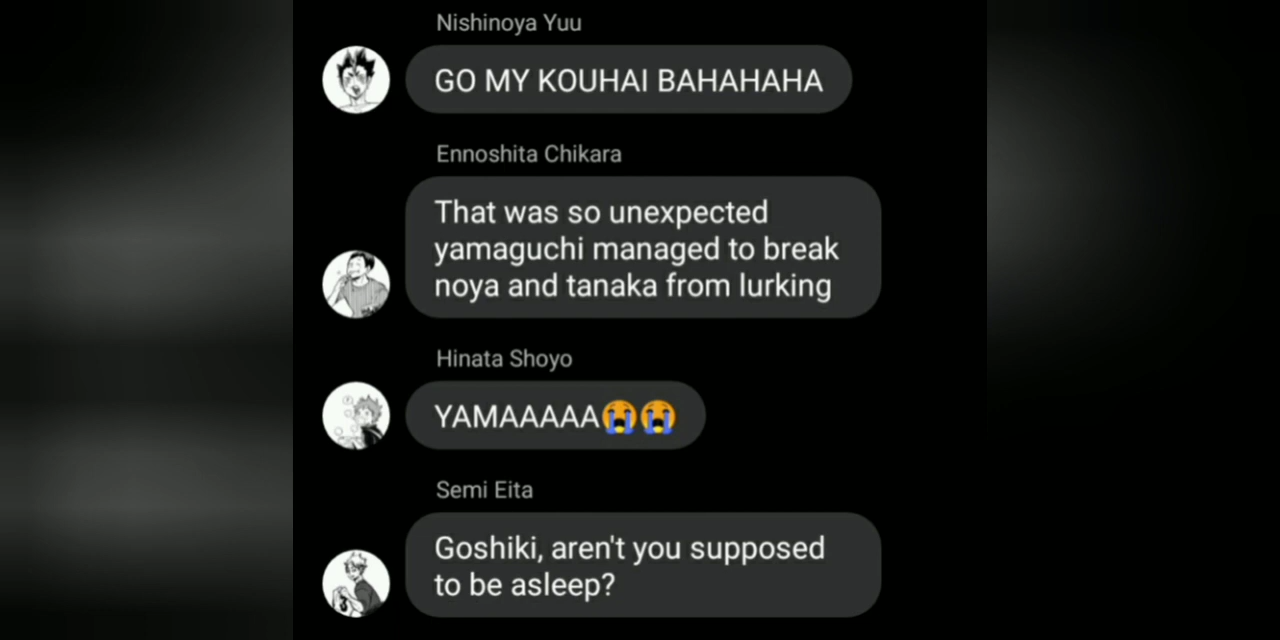 Nishinoya Yuu
GO MY KOUHAI BAHAHAHA
Ennoshita Chikara
That was so unexpected
yamaguchi managed to break
noya and tanaka from lurking
Hinata Shoyo
YAMAAAAA😭😭
Semi Eita
Goshiki, aren't you supposed
to be asleep?